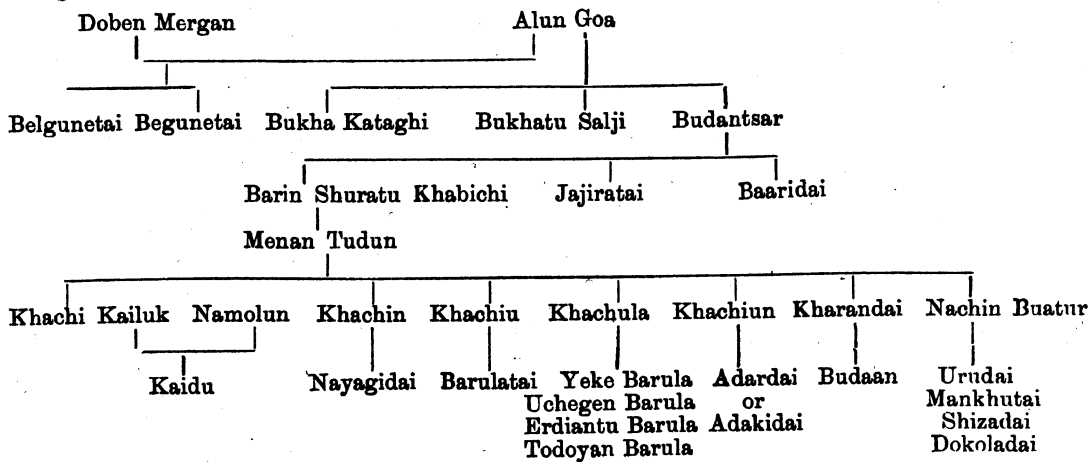 Doben Mergan Alun Goa
Belgunetai Begunetai Bukha Kataghi Bukhatu Salji Budantsar
Barin Shuratu Khabichi Jajiratai Baaridai
Menan Tudun
Khachi Kailuk Namolun Khachin Khachiu Khachula Khachiun Kharandai Nachin Buatur
Kaidu Nayagidai Barulatai Yeke Barula Adardai Budaan Urudai
Uchegen Barula or Mankhutai
Erdiantu Barula Adakidai Shizadai
Todoyan Barula Dokoladai